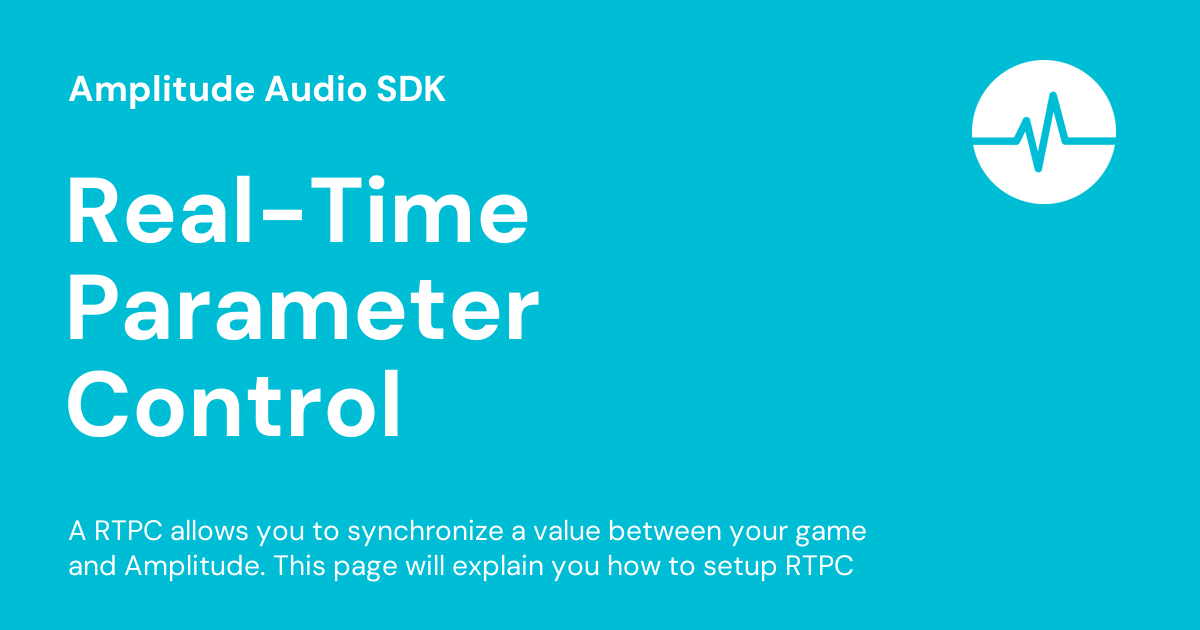 Amplitude Audio SDK
Real-Time
Parameter
Control
A RTPC allows you to synchronize a value between your game
and Amplitude. This page will explain you how to setup RTPC